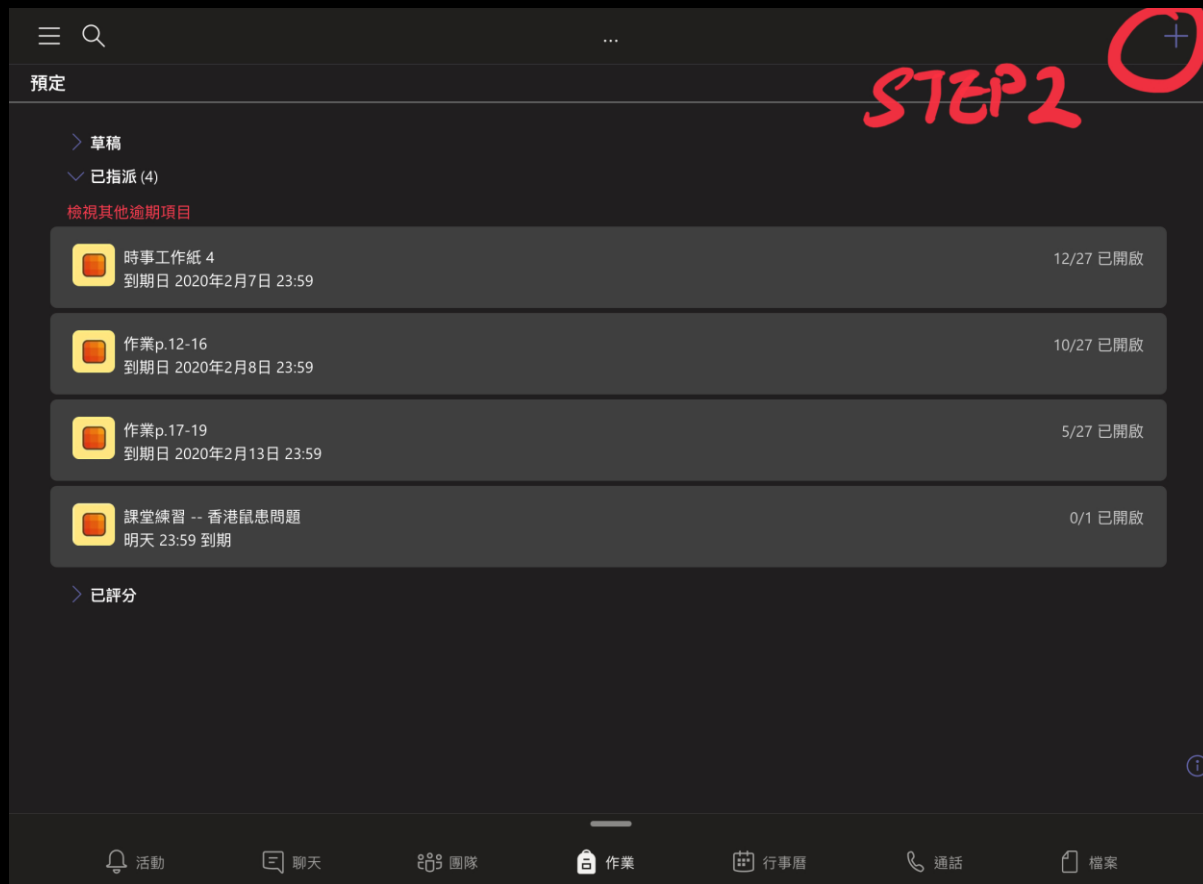 ...
預定
STEP2
草稿
已指派 (4)
檢視其他逾期項目
時事工作紙 4
12/27 已開啟
到期日 2020年2月7日 23:59
作業p.12-16
10/27 已開啟
到期日 2020年2月8日 23:59
作業p.17-19
5/27 已開啟
到期日 2020年2月13日 23:59
課堂練習 -- 香港鼠患問題
0/1 已開啟
明天 23:59 到期
已評分
活動 聊天 團隊 作業 行事曆 通話 檔案